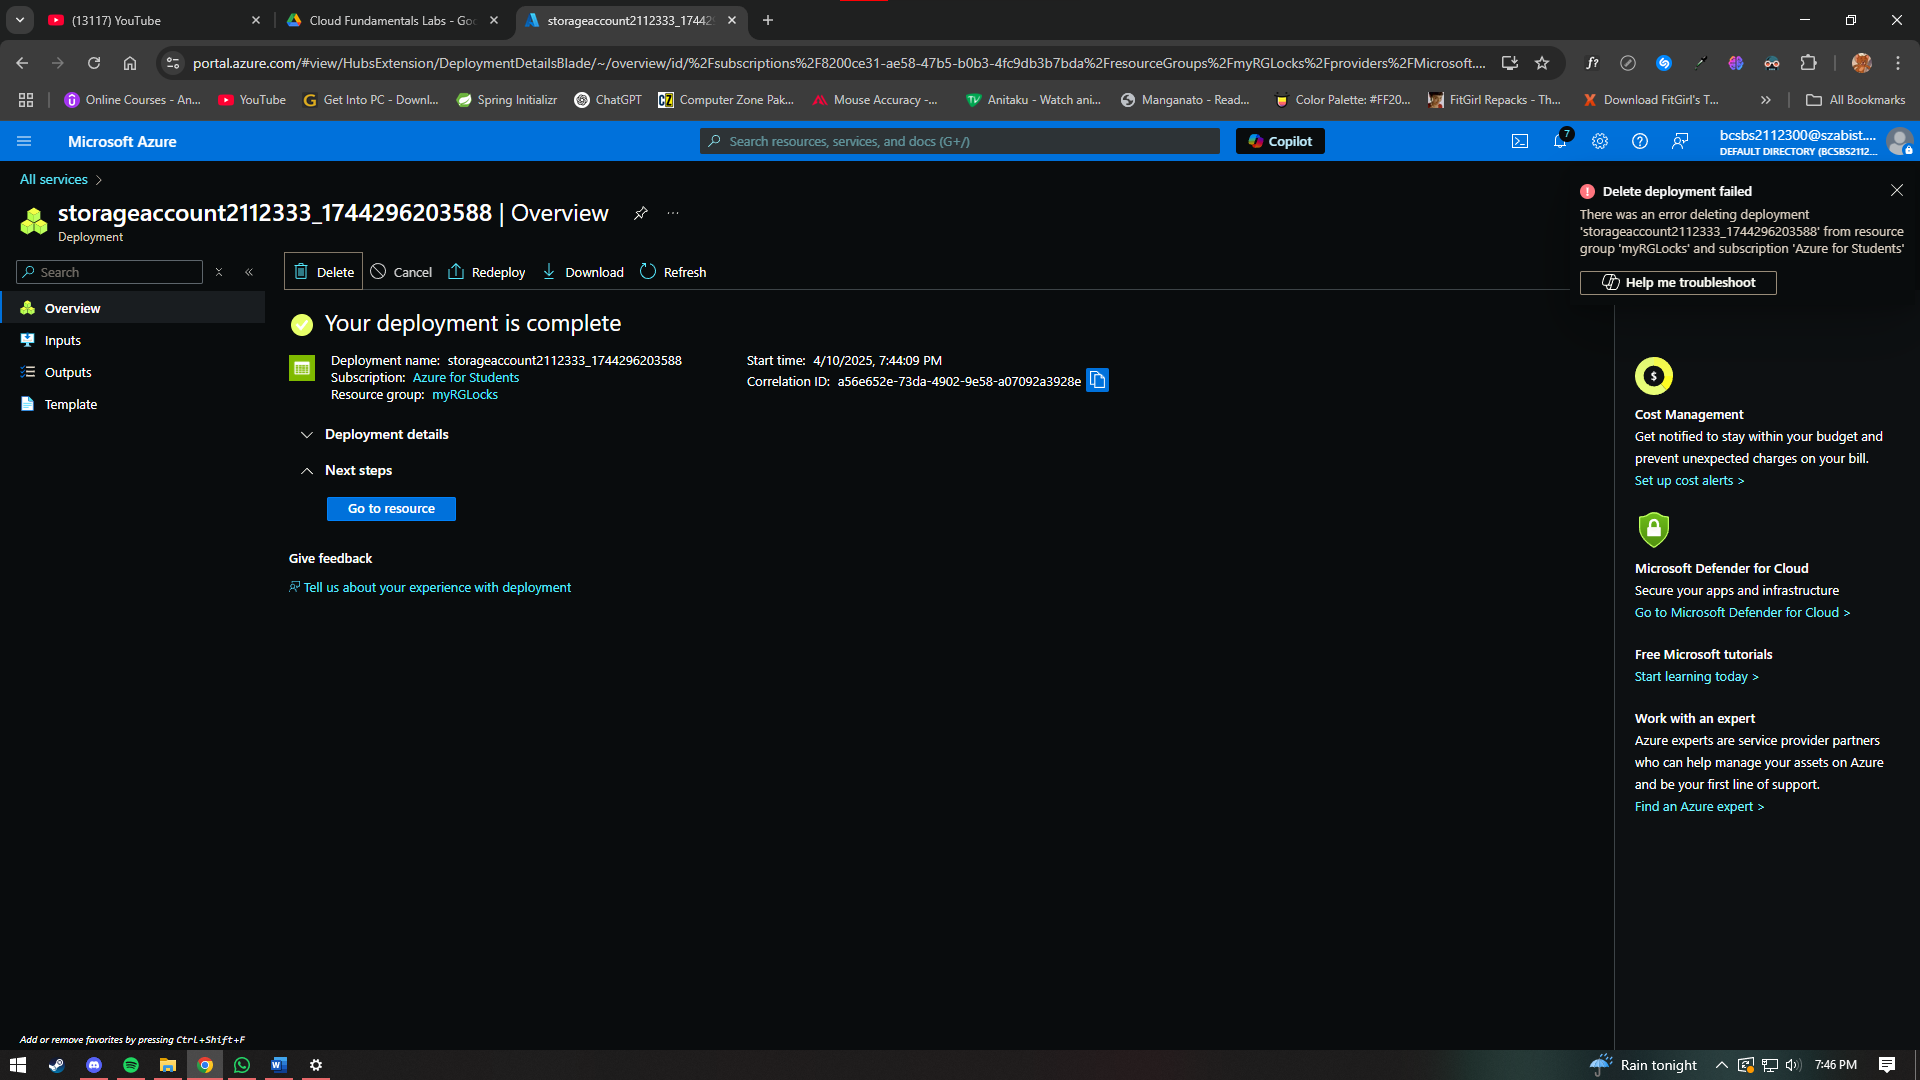 (13117) YouTube
Cloud Fundamentals Labs - Goo
storageaccount2112333_17442
portal.azure.com/#view/HubsExtension/DeploymentDetailsBlade/~/overview/id/%2Fsubscriptions%2F8200ce31-ae58-47b5-b0b3-4fc9db3b7bda%2FresourceGroups%2FmyRGLocks%2Fproviders%2FMicrosoft....
f?
Online Courses - An...
YouTube
Get Into PC - Downl...
Spring Initializr
ChatGPT
CZ
Computer Zone Pak...
Mouse Accuracy -...
Anitaku - Watch ani...
Manganato - Read...
Color Palette: #FF20...
FitGirl Repacks - Th...
Download FitGirl's T...
All Bookmarks
Microsoft Azure
Search resources, services, and docs (G+/)
Copilot
7
bcsbs2112300@szabist....
DEFAULT DIRECTORY (BCSBS2112...
All services
storageaccount2112333_1744296203588 | Overview
Deployment
Search
Overview
Inputs
Outputs
Template
Delete
Cancel
Redeploy
Download
Refresh
Your deployment is complete
Deployment name: storageaccount2112333_1744296203588
Subscription: Azure for Students
Resource group: myRGLocks
Start time: 4/10/2025, 7:44:09 PM
Correlation ID: a56e652e-73da-4902-9e58-a07092a3928e
Deployment details
Next steps
Go to resource
Give feedback
Tell us about your experience with deployment
Delete deployment failed
There was an error deleting deployment
'storageaccount2112333_1744296203588' from resource
group 'myRGLocks' and subscription 'Azure for Students'
Help me troubleshoot
Cost Management
Get notified to stay within your budget and
prevent unexpected charges on your bill.
Set up cost alerts >
Microsoft Defender for Cloud
Secure your apps and infrastructure
Go to Microsoft Defender for Cloud >
Free Microsoft tutorials
Start learning today >
Work with an expert
Azure experts are service provider partners
who can help manage your assets on Azure
and be your first line of support.
Find an Azure expert >
Add or remove favorites by pressing Ctrl+Shift+F
Rain tonight
7:46 PM